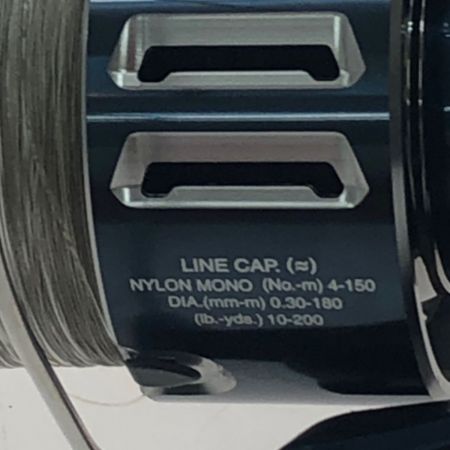 LINE CAP. (≈)
NYLON MONO (No.-m) 4-150
DIA.(mm-m) 0.30-180
(lb.-yds.) 10-200